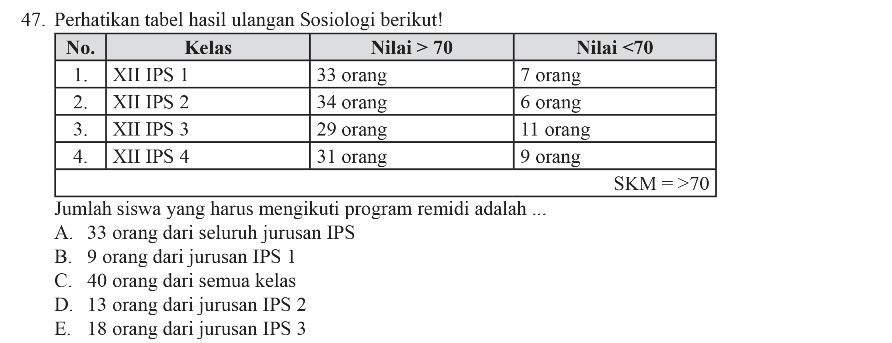 47. Perhatikan tabel hasil ulangan Sosiologi berikut!
No. Kelas Nilai > 70 Nilai <70
1. XII IPS 1 33 orang 7 orang
2. XII IPS 2 34 orang 6 orang
3. XII IPS 3 29 orang 11 orang
4. XII IPS 4 31 orang 9 orang
SKM = >70
Jumlah siswa yang harus mengikuti program remidi adalah ...
A. 33 orang dari seluruh jurusan IPS
B. 9 orang dari jurusan IPS 1
C. 40 orang dari semua kelas
D. 13 orang dari jurusan IPS 2
E. 18 orang dari jurusan IPS 3